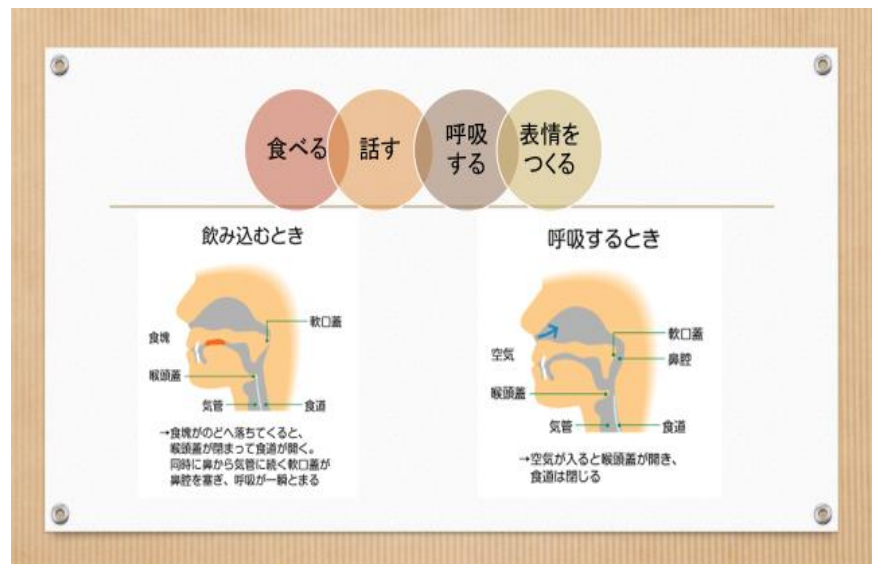 食べる
話す
呼吸
する
表情を
つくる
飲み込むとき
軟口蓋
食塊
喉頭蓋
気管
食道
→食塊がのどへ落ちてくると、
喉頭蓋が閉まって食道が開く。
同時に鼻から気管に続く軟口蓋が
鼻腔を塞ぎ、呼吸が一瞬とまる
呼吸するとき
軟口蓋
空気
鼻腔
喉頭蓋
気管
食道
→空気が入ると喉頭蓋が開き、
食道は閉じる